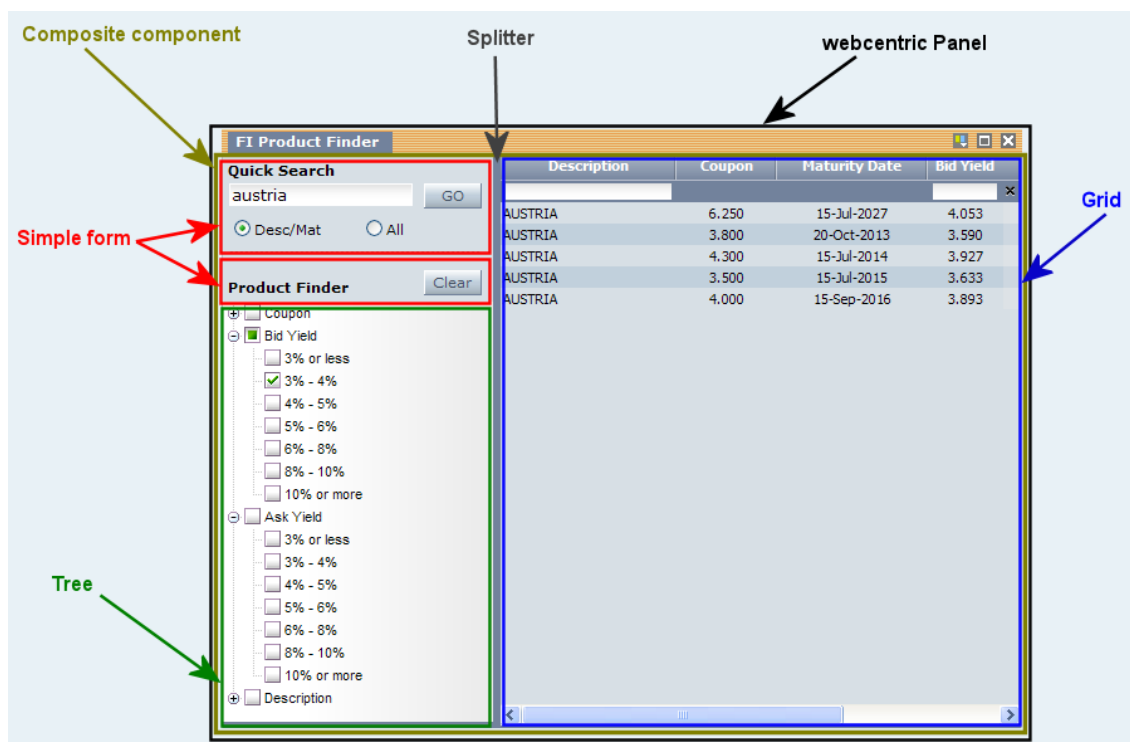 Composite component
Splitter
webcentric Panel
FI Product Finder
Quick Search
austria GO
Desc/Mat All
Simple form
Product Finder Clear
Coupon
Bid Yield
3% or less
3% - 4%
4% - 5%
5% - 6%
6% - 8%
8% - 10%
10% or more
Ask Yield
3% or less
3% - 4%
4% - 5%
5% - 6%
6% - 8%
8% - 10%
10% or more
Description
Tree
Description Coupon Maturity Date Bid Yield
AUSTRIA 6.250 15-Jul-2027 4.053
AUSTRIA 3.800 20-Oct-2013 3.590
AUSTRIA 4.300 15-Jul-2014 3.927
AUSTRIA 3.500 15-Jul-2015 3.633
AUSTRIA 4.000 15-Sep-2016 3.893
Grid